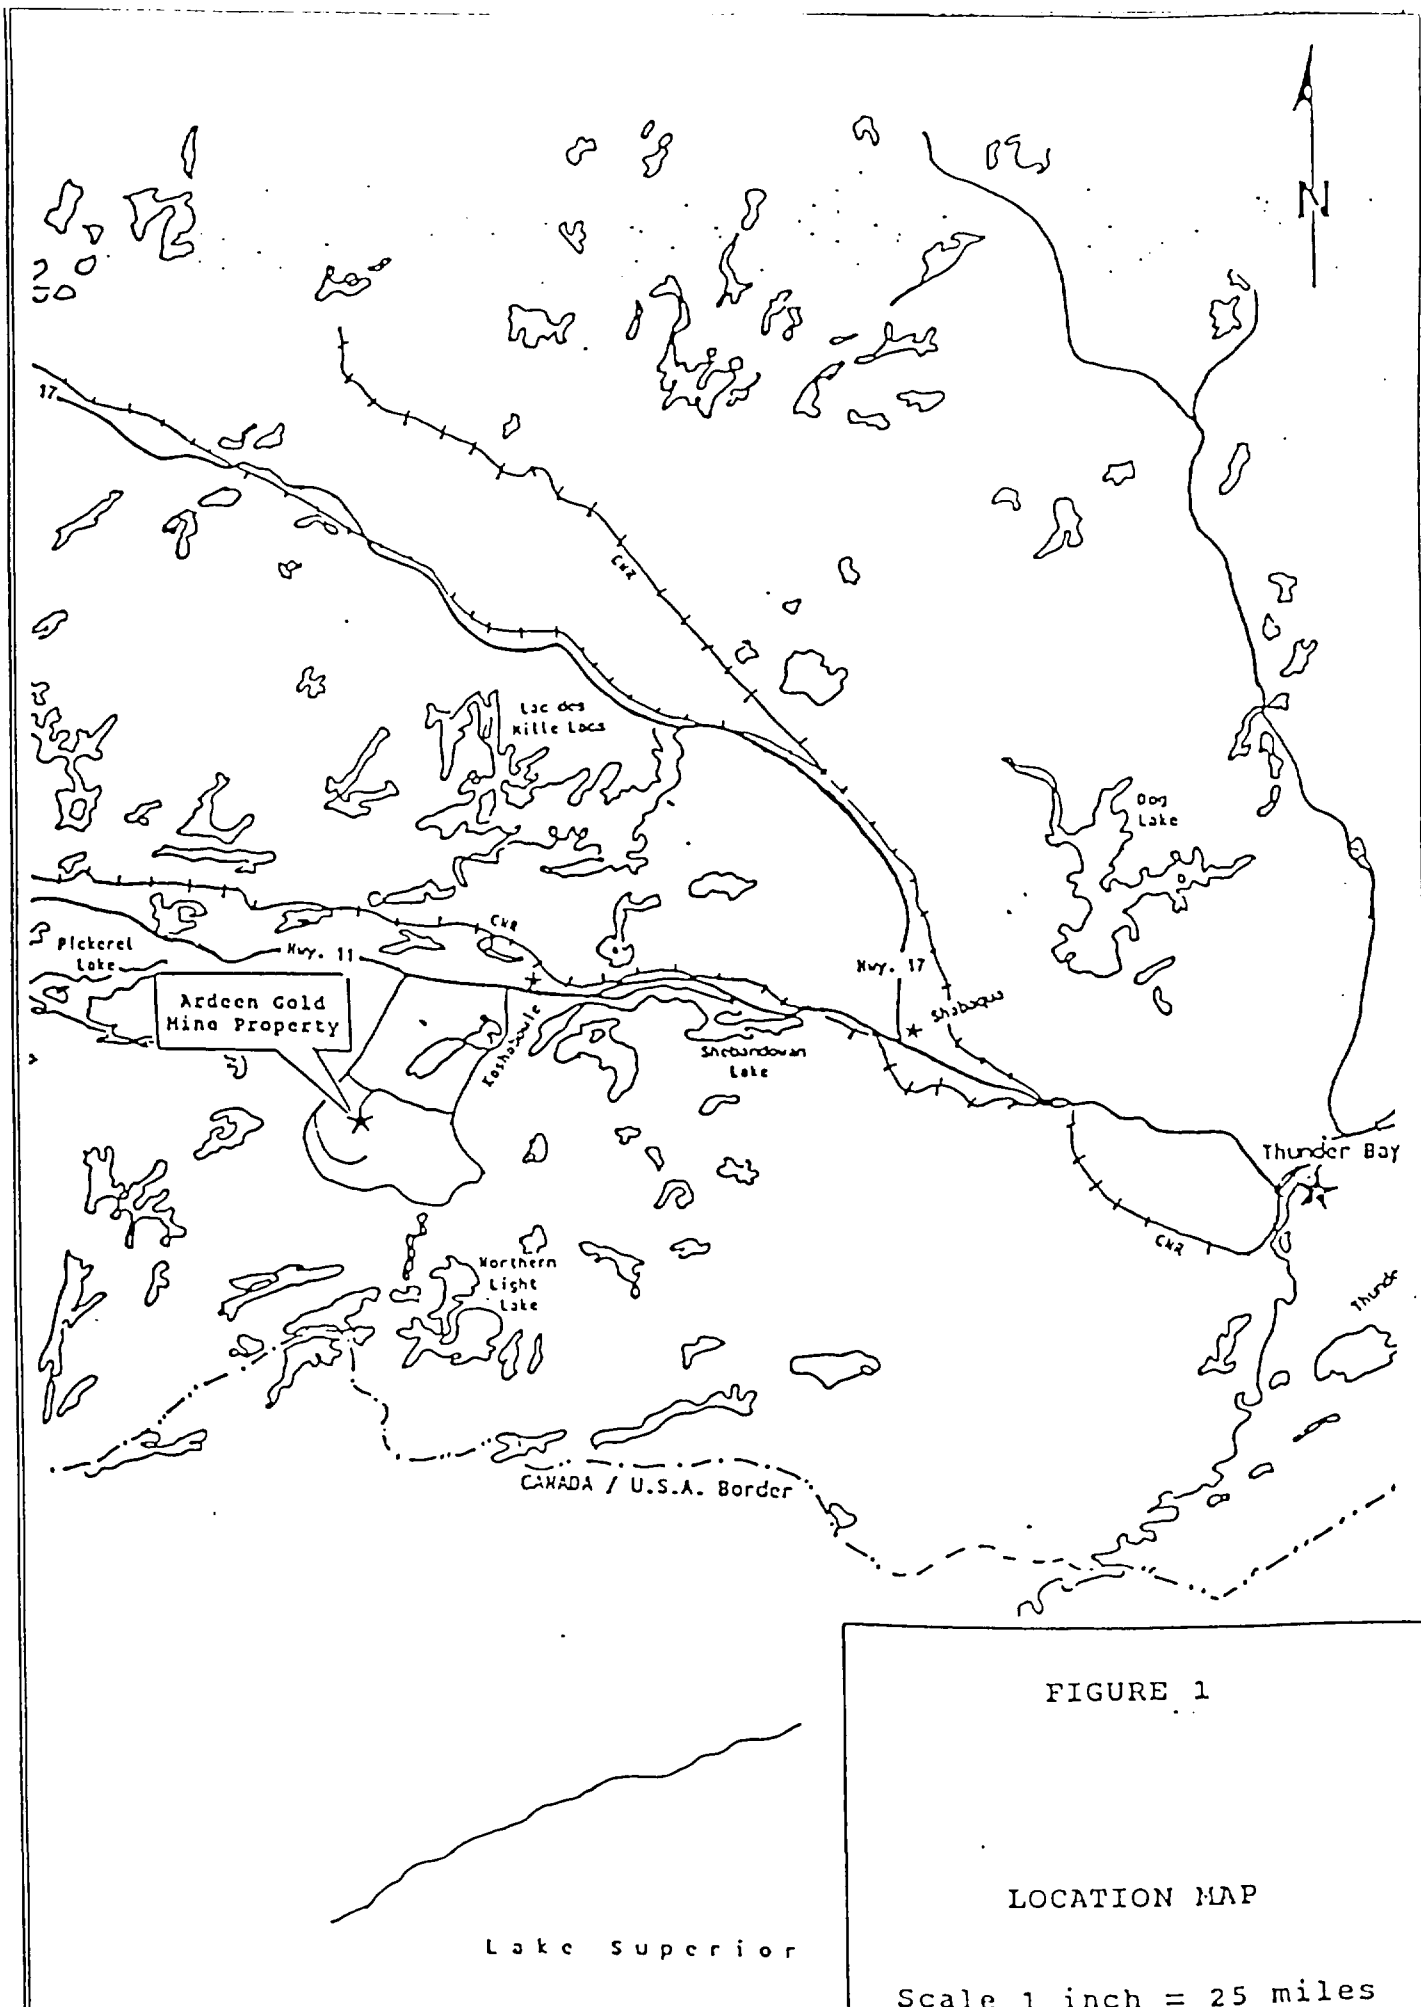 N
17
CNR
Lac des
Mille Lacs
Dog
Lake
CNR
Pickerel
Lake
Hwy. 11
Hwy. 17
Ardeen Gold
Mine Property
Shabaqua
Koshabowie
Shebandowan
Lake
Thunder Bay
CNR
Northern
Light
Lake
Thund
CANADA / U.S.A. Border
FIGURE 1
LOCATION MAP
Lake Superior
Scale 1 inch = 25 miles